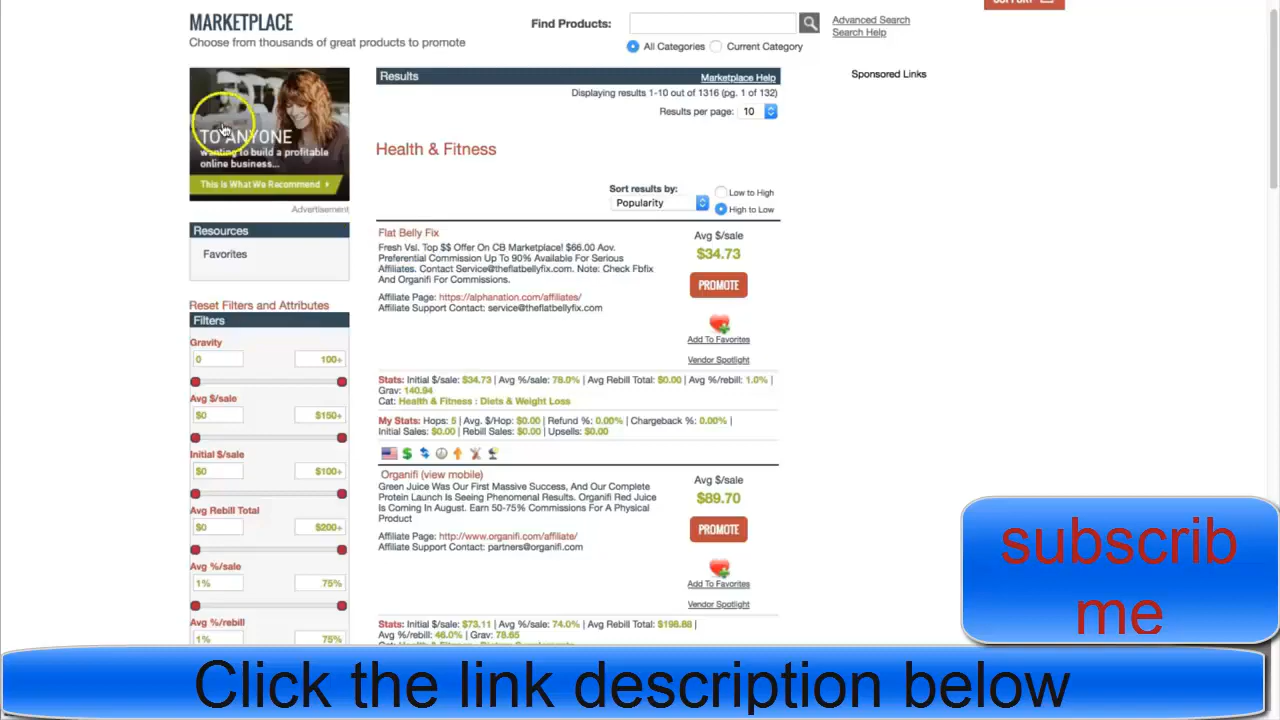 SUPPORT
MARKETPLACE
Choose from thousands of great products to promote
Find Products:
Advanced Search
Search Help
All Categories Current Category
TO ANYONE
wanting to build a profitable
online business...
This is What We Recommend
Advertisement
Resources
Favorites
Reset Filters and Attributes
Filters
Gravity
0 100+
Avg $/sale
$0 $150+
Initial $/sale
$0 $100+
Avg Rebill Total
$0 $200+
Avg %/sale
1% 75%
Avg %/rebill
1% 75%
Results Marketplace Help
Displaying results 1-10 out of 1316 (pg. 1 of 132)
Results per page: 10
Health & Fitness
Sort results by:
Popularity
Low to High
High to Low
Flat Belly Fix
Fresh Vsl. Top $$ Offer On CB Marketplace! $66.00 Aov.
Preferential Commission Up To 90% Available For Serious
Affiliates. Contact Service@theflatbellyfix.com. Note: Check Fbfix
And Organifi For Commissions.
Affiliate Page: https://alphanation.com/affiliates/
Affiliate Support Contact: service@theflatbellyfix.com
Avg $/sale
$34.73
PROMOTE
Add To Favorites
Vendor Spotlight
Stats: Initial $/sale: $34.73 | Avg %/sale: 78.0% | Avg Rebill Total: $0.00 | Avg %/rebill: 1.0% |
Grav: 140.94
Cat: Health & Fitness : Diets & Weight Loss
My Stats: Hops: 5 | Avg. $/Hop: $0.00 | Refund %: 0.00% | Chargeback %: 0.00% |
Initial Sales: $0.00 | Rebill Sales: $0.00 | Upsells: $0.00
Organifi (view mobile)
Green Juice Was Our First Massive Success, And Our Complete
Protein Launch Is Seeing Phenomenal Results. Organifi Red Juice
Is Coming In August. Earn 50-75% Commissions For A Physical
Product
Affiliate Page: http://www.organifi.com/affiliate/
Affiliate Support Contact: partners@organifi.com
Avg $/sale
$89.70
PROMOTE
Add To Favorites
Vendor Spotlight
Stats: Initial $/sale: $73.11 | Avg %/sale: 74.0% | Avg Rebill Total: $198.88 |
Avg %/rebill: 46.0% | Grav: 78.65
Sponsored Links
subscrib
me
Click the link description below